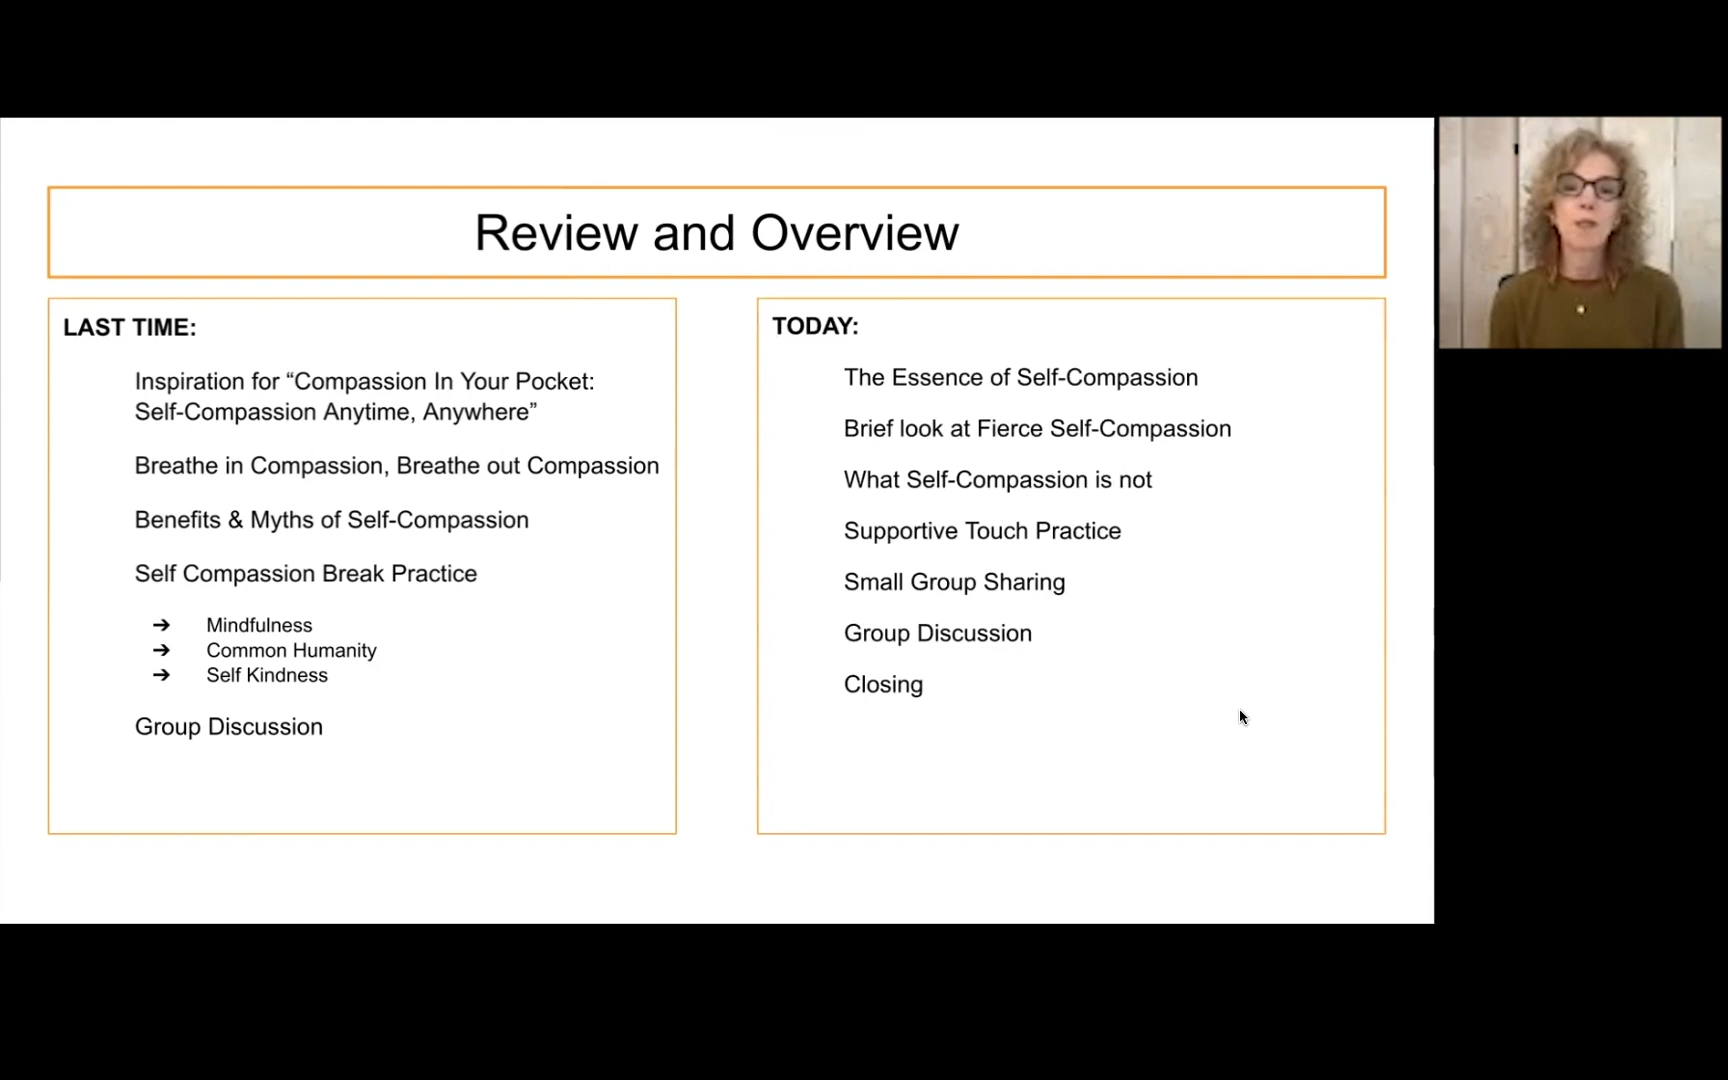 Review and Overview
LAST TIME:
Inspiration for “Compassion In Your Pocket:
Self-Compassion Anytime, Anywhere”
Breathe in Compassion, Breathe out Compassion
Benefits & Myths of Self-Compassion
Self Compassion Break Practice
➔ Mindfulness
➔ Common Humanity
➔ Self Kindness
Group Discussion
TODAY:
The Essence of Self-Compassion
Brief look at Fierce Self-Compassion
What Self-Compassion is not
Supportive Touch Practice
Small Group Sharing
Group Discussion
Closing